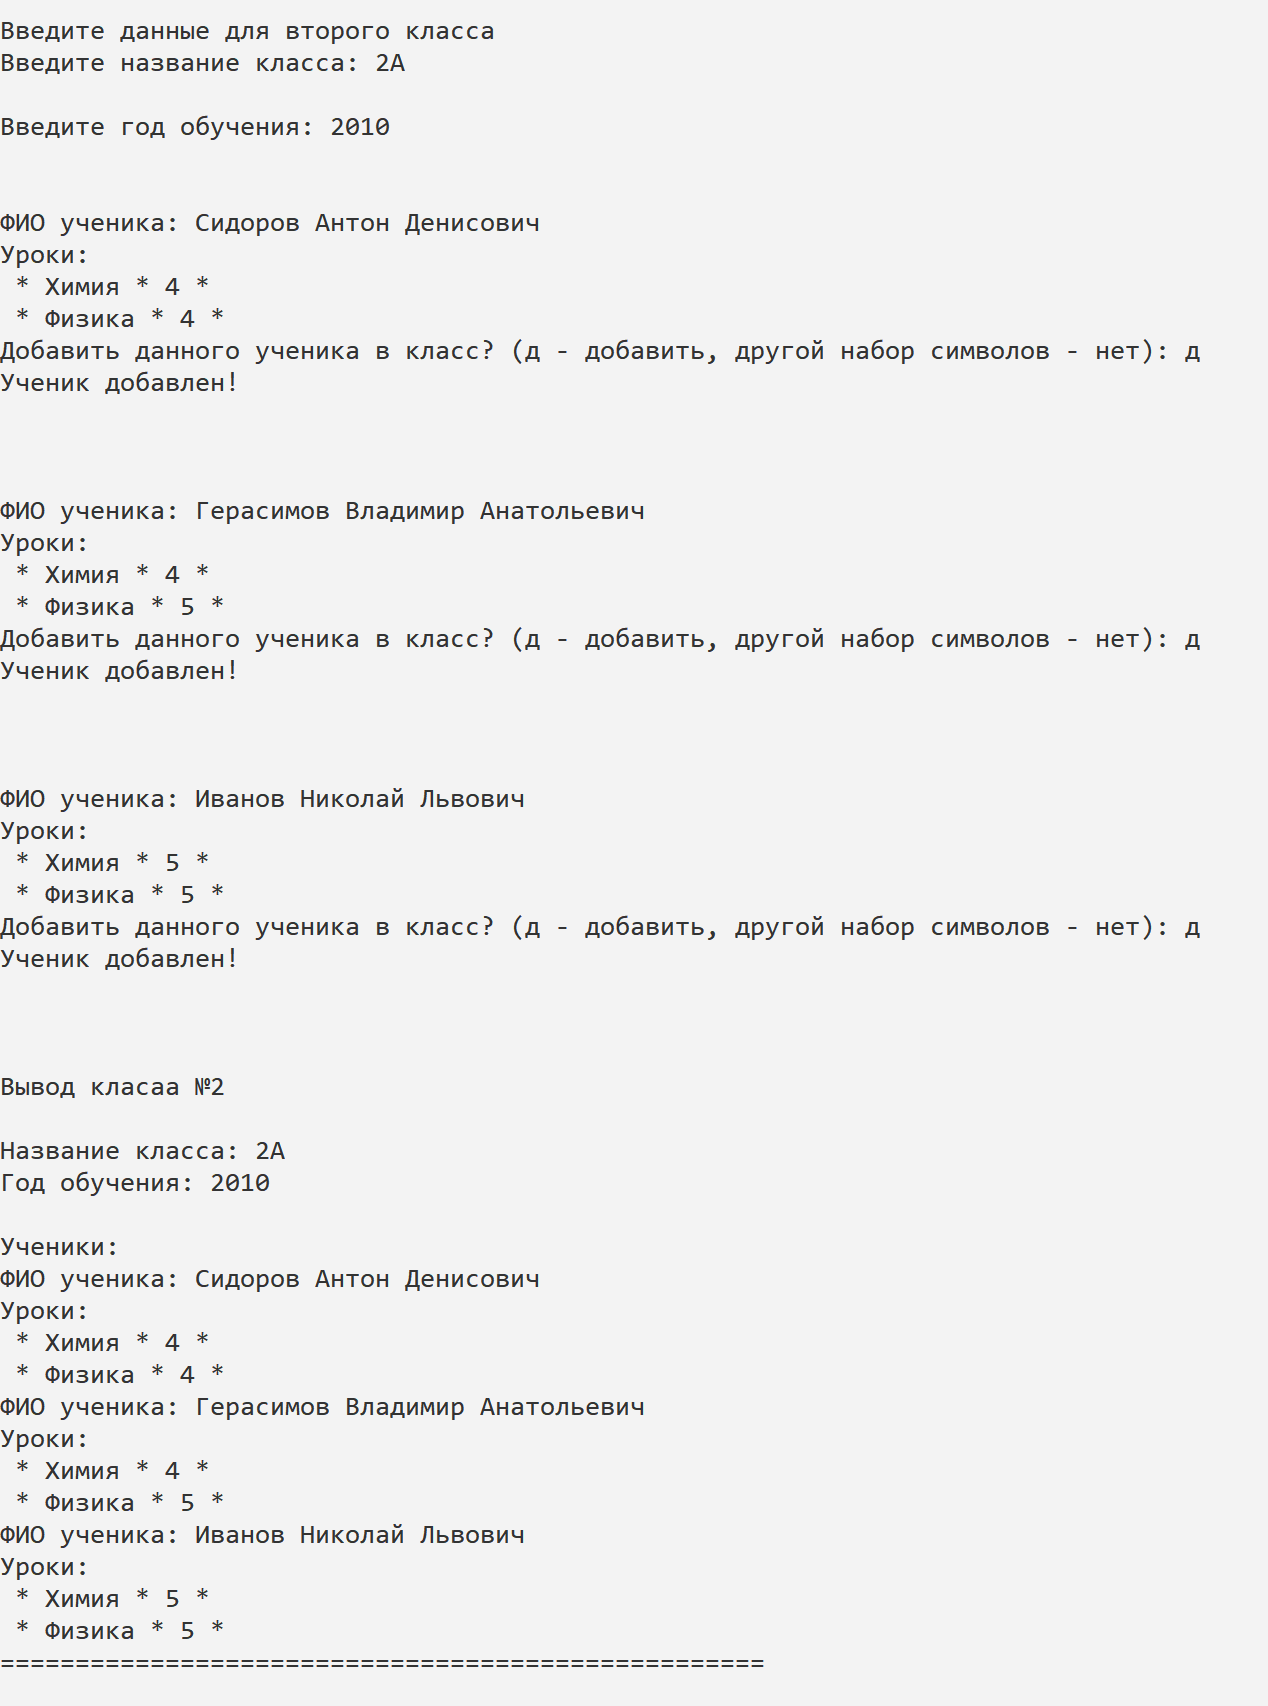 Введите данные для второго класса
Введите название класса: 2А
Введите год обучения: 2010
ФИО ученика: Сидоров Антон Денисович
Уроки:
* Химия * 4 *
* Физика * 4 *
Добавить данного ученика в класс? (д - добавить, другой набор символов - нет): д
Ученик добавлен!
ФИО ученика: Герасимов Владимир Анатольевич
Уроки:
* Химия * 4 *
* Физика * 5 *
Добавить данного ученика в класс? (д - добавить, другой набор символов - нет): д
Ученик добавлен!
ФИО ученика: Иванов Николай Львович
Уроки:
* Химия * 5 *
* Физика * 5 *
Добавить данного ученика в класс? (д - добавить, другой набор символов - нет): д
Ученик добавлен!
Вывод класаа №2
Название класса: 2А
Год обучения: 2010
Ученики:
ФИО ученика: Сидоров Антон Денисович
Уроки:
* Химия * 4 *
* Физика * 4 *
ФИО ученика: Герасимов Владимир Анатольевич
Уроки:
* Химия * 4 *
* Физика * 5 *
ФИО ученика: Иванов Николай Львович
Уроки:
* Химия * 5 *
* Физика * 5 *
===================================================